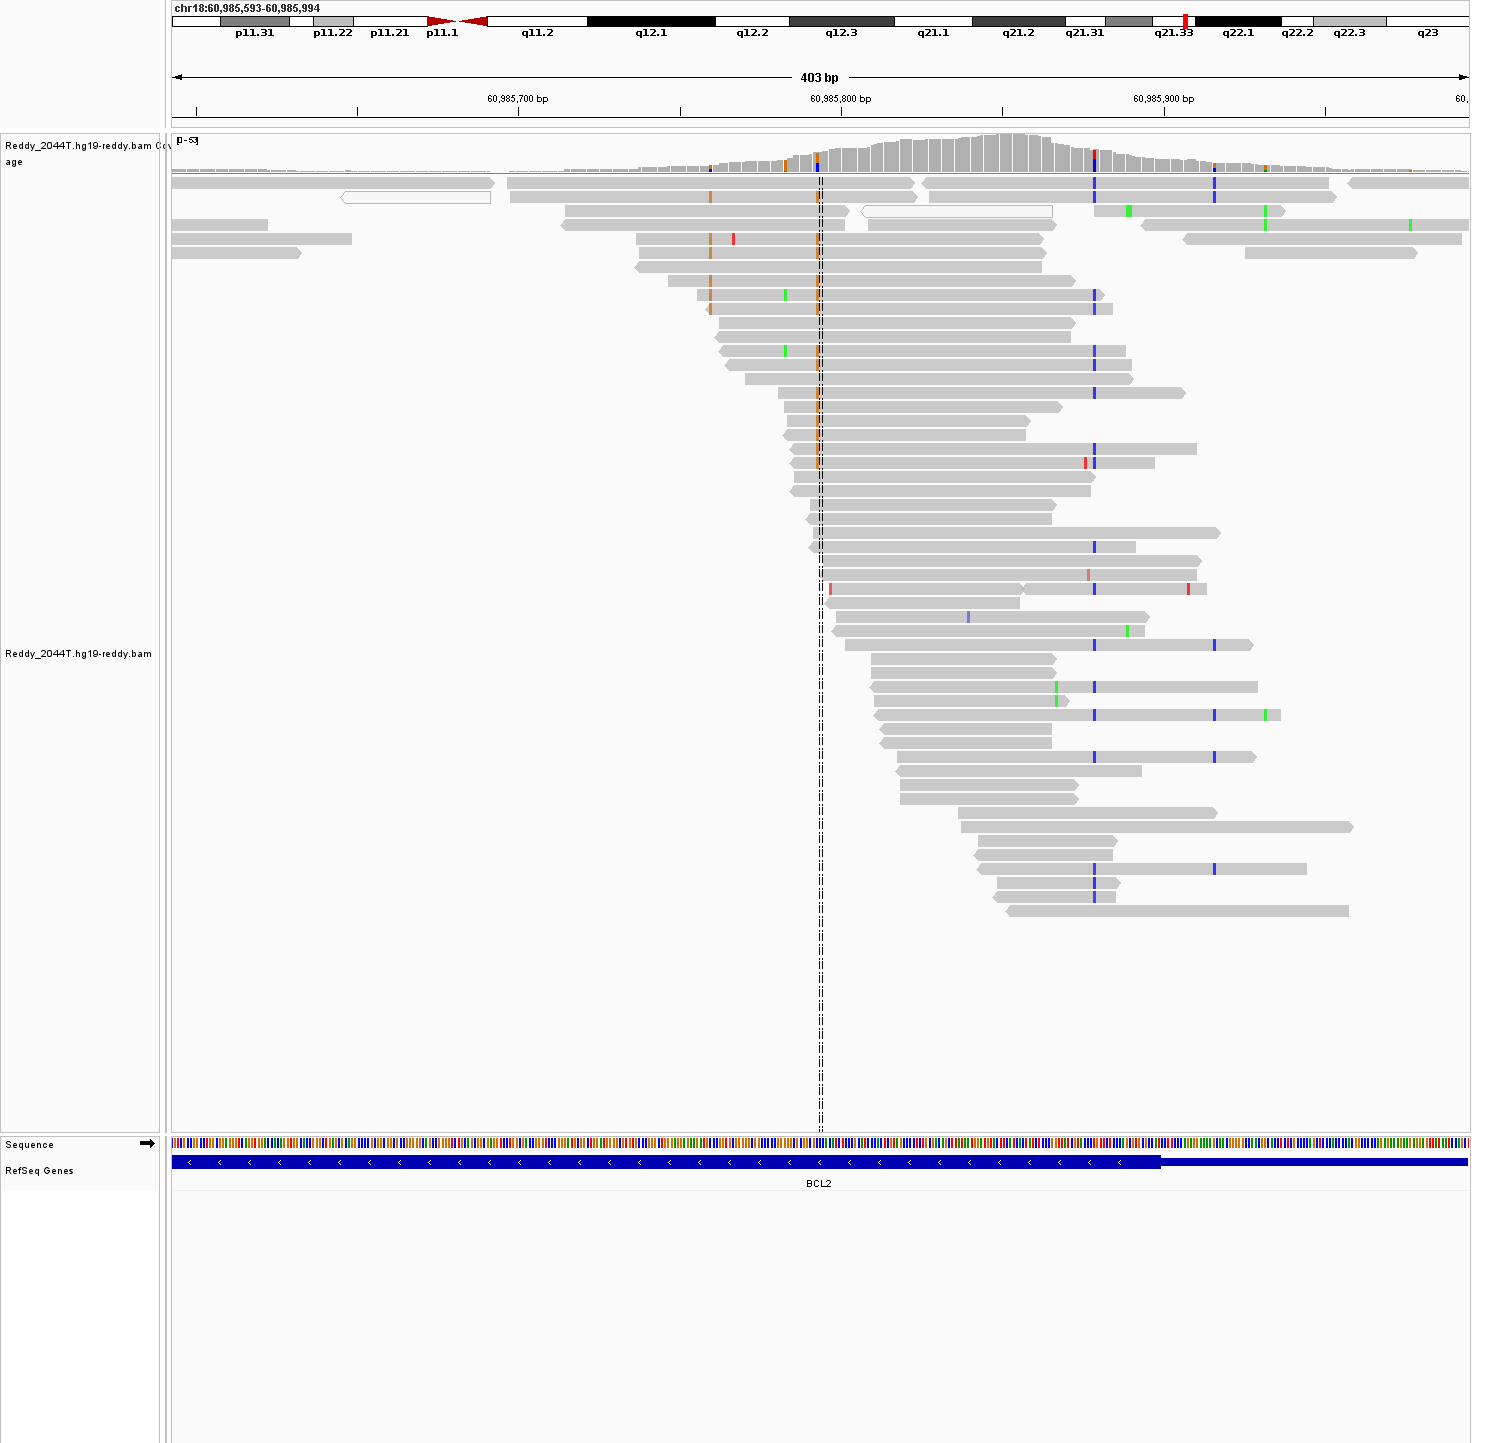 chr18:60,985,593-60,985,994
p11.31 p11.22 p11.21 p11.1 q11.2 q12.1 q12.2 q12.3 q21.1 q21.2 q21.31 q21.33 q22.1 q22.2 q22.3 q23
403 bp
60,985,700 bp 60,985,800 bp 60,985,900 bp 60,
Reddy_2044T.hg19-reddy.bam Cov
age
[0 - 53]
Reddy_2044T.hg19-reddy.bam
Sequence
RefSeq Genes
BCL2